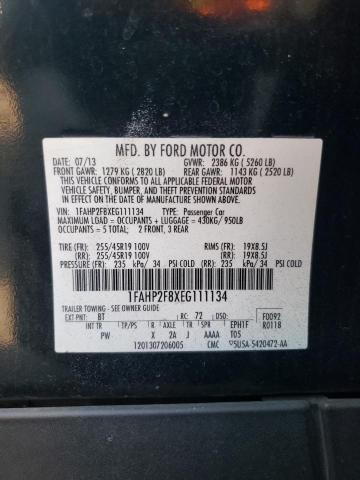 MFD. BY FORD MOTOR CO.
DATE: 07/13 GVWR: 2386 KG ( 5260 LB)
FRONT GAWR: 1279 KG ( 2820 LB) REAR GAWR: 1143 KG ( 2520 LB)
THIS VEHICLE CONFORMS TO ALL APPLICABLE FEDERAL MOTOR VEHICLE
SAFETY, BUMPER, AND THEFT PREVENTION STANDARDS IN EFFECT ON THE
DATE OF MANUFACTURE SHOWN ABOVE.
VIN: 1FAHP2F8XEG111134 TYPE: Passenger Car
MAXIMUM LOAD = OCCUPANTS + LUGGAGE = 430KG / 950LB
OCCUPANTS = 5 TOTAL: 2 FRONT, 3 REAR
TIRE (FR): 255/45R19 100V RIMS (FR): 19X8.5J
(RR): 255/45R19 100V (RR): 19X8.5J
PRESSURE (FR): 235 kPa/ 34 PSI COLD (RR): 235 kPa/ 34 PSI COLD
1FAHP2F8XEG111134
TRAILER TOWING - SEE OWNER GUIDE
EXT PNT: BT RC: 72 DSO: F0092
INT TR TP/PS R AXLE TR SPR EPH1F R0118
PW X 2A J AAAA T05
1201307206005 CMC 5U5A-5420472-AA